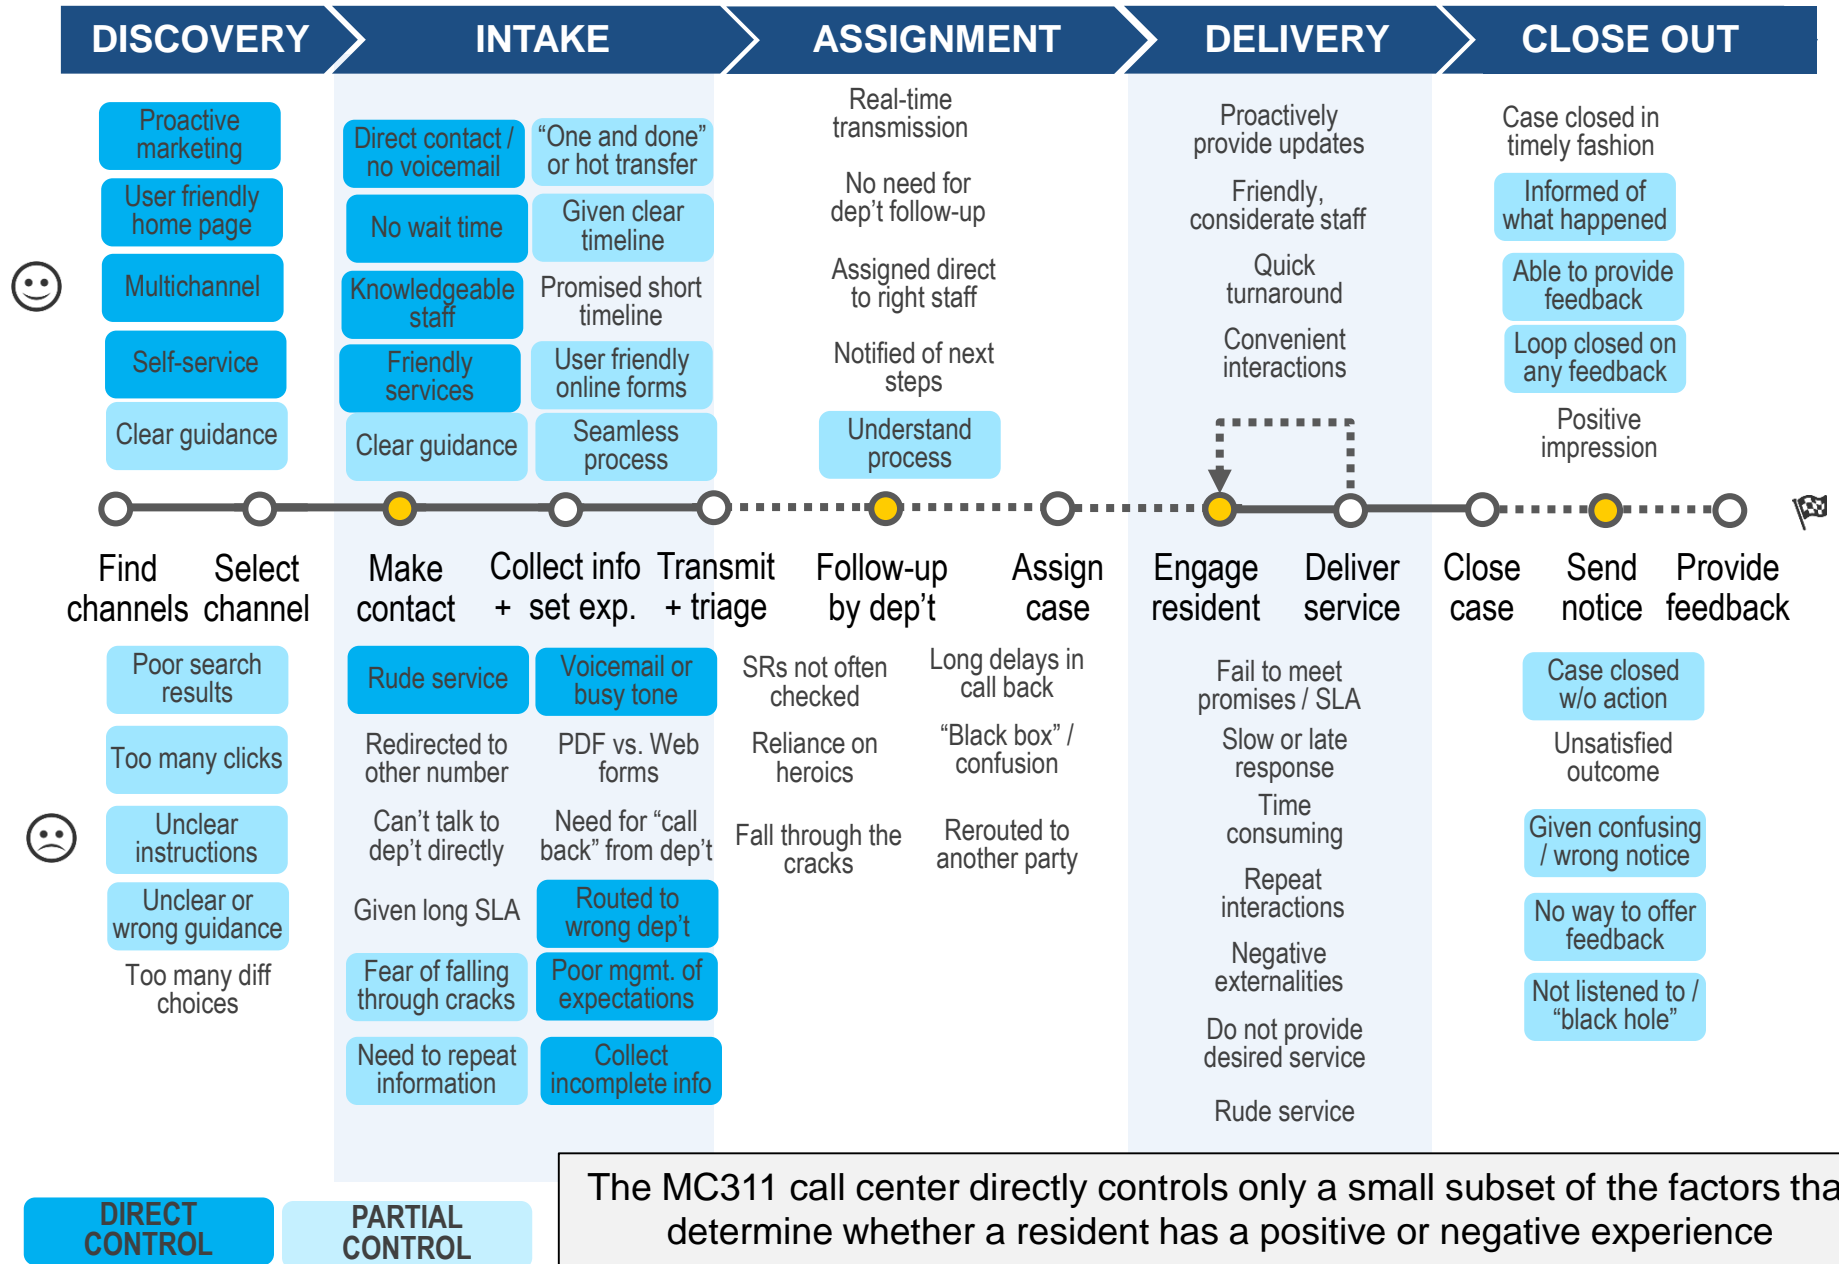 DISCOVERY
INTAKE
ASSIGNMENT
DELIVERY
CLOSE OUT
Proactive
marketing
User friendly
home page
Multichannel
Self-service
Clear guidance
Direct contact /
no voicemail
No wait time
Knowledgeable
staff
Friendly
services
Clear guidance
“One and done”
or hot transfer
Given clear
timeline
Promised short
timeline
User friendly
online forms
Seamless
process
Real-time
transmission
No need for
dep’t follow-up
Assigned direct
to right staff
Notified of next
steps
Understand
process
Proactively
provide updates
Friendly,
considerate staff
Quick
turnaround
Convenient
interactions
Case closed in
timely fashion
Informed of
what happened
Able to provide
feedback
Loop closed on
any feedback
Positive
impression
Find
channels
Select
channel
Make
contact
Collect info
+ set exp.
Transmit
+ triage
Follow-up
by dep’t
Assign
case
Engage
resident
Deliver
service
Close
case
Send
notice
Provide
feedback
Poor search
results
Too many clicks
Unclear
instructions
Unclear or
wrong guidance
Too many diff
choices
Rude service
Redirected to
other number
Can’t talk to
dep’t directly
Given long SLA
Fear of falling
through cracks
Need to repeat
information
Voicemail or
busy tone
PDF vs. Web
forms
Need for “call
back” from dep’t
Routed to
wrong dep’t
Poor mgmt. of
expectations
Collect
incomplete info
SRs not often
checked
Reliance on
heroics
Fall through the
cracks
Long delays in
call back
“Black box” /
confusion
Rerouted to
another party
Fail to meet
promises / SLA
Slow or late
response
Time
consuming
Repeat
interactions
Negative
externalities
Do not provide
desired service
Rude service
Case closed
w/o action
Unsatisfied
outcome
Given confusing
/ wrong notice
No way to offer
feedback
Not listened to /
“black hole”
DIRECT
CONTROL
PARTIAL
CONTROL
The MC311 call center directly controls only a small subset of the factors tha
determine whether a resident has a positive or negative experience